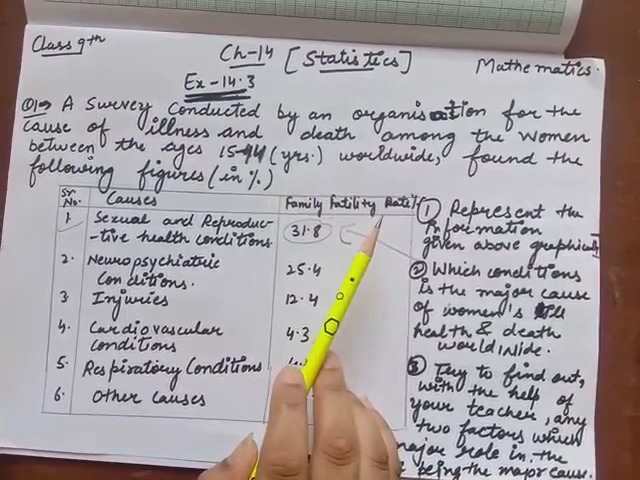 Class 9th
Ch-14 [Statistics]
Mathematics.
Ex-14.3
Q1⇒ A Survey Conducted by an organisation for the
cause of illness and death among the women
between the ages 15-44 (yrs.) worldwide, found the
following figures (in %)
Sr. No. Causes Family Fatility Rate%
1. Sexual and Reproduc-
-tive health conditions. 31.8
2. Neuropsychiatric
Conditions. 25.4
3. Injuries 12.4
4. Cardiovascular
conditions 4.3
5. Respiratory Conditions
6. Other causes
① Represent the
information
given above graphically
② Which conditions
is the major cause
of women's ill
health & death
worldwide.
③ Try to find out,
with the help of
your teacher, any
two factors which
major role in the
being the major cause.